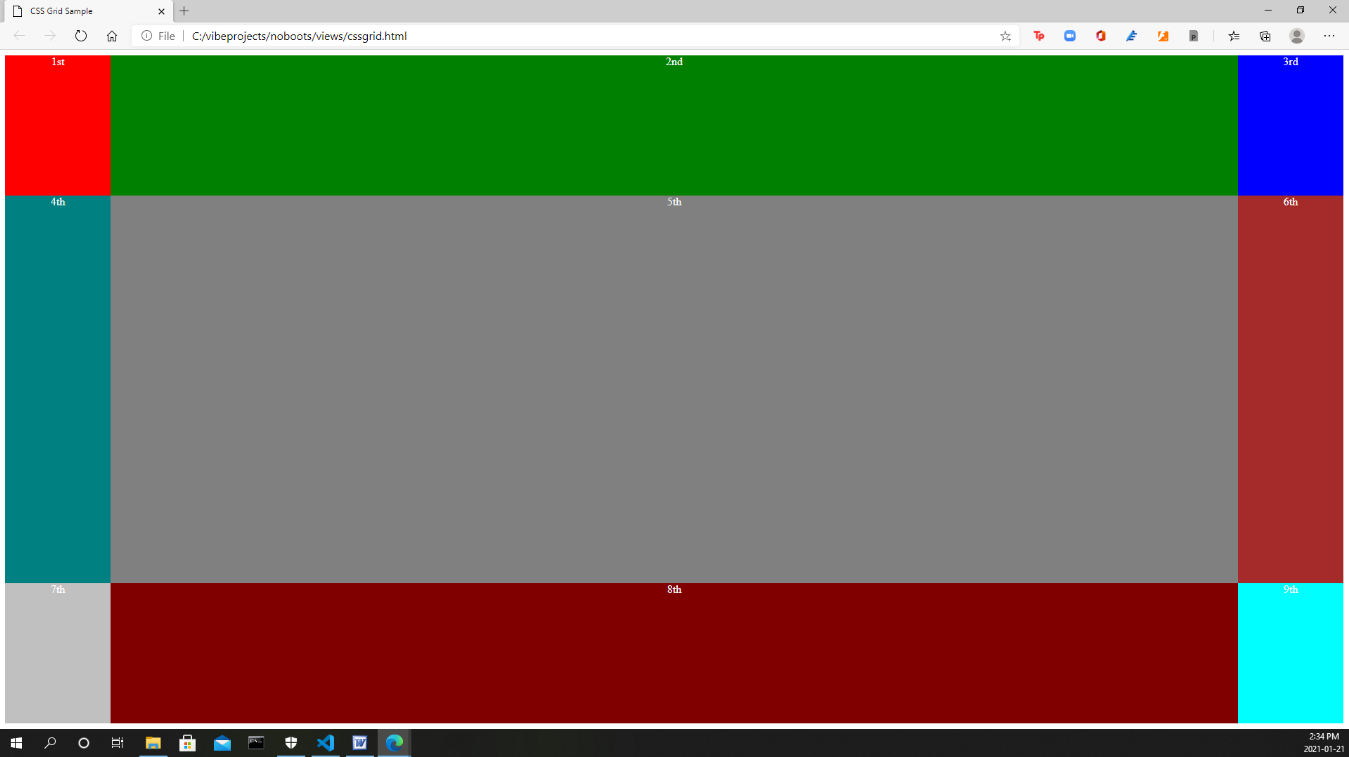 CSS Grid Sample
File
C:/vibeprojects/noboots/views/cssgrid.html
1st
2nd
3rd
4th
5th
6th
7th
8th
9th
2:34 PM
2021-01-21